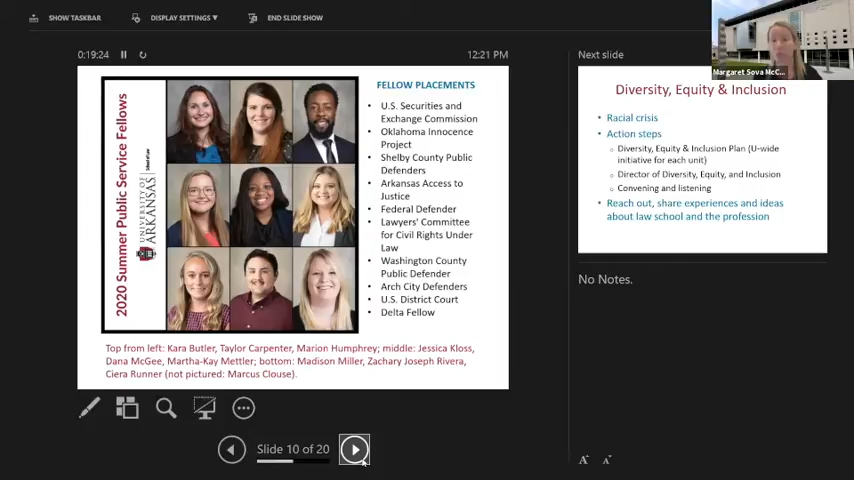 SHOW TASKBAR
DISPLAY SETTINGS ▼
END SLIDE SHOW
0:19:24
12:21 PM
2020 Summer Public Service Fellows
UNIVERSITY OF
ARKANSAS
School of Law
FELLOW PLACEMENTS
• U.S. Securities and
Exchange Commission
• Oklahoma Innocence
Project
• Shelby County Public
Defenders
• Arkansas Access to
Justice
• Federal Defender
• Lawyers' Committee
for Civil Rights Under
Law
• Washington County
Public Defender
• Arch City Defenders
• U.S. District Court
• Delta Fellow
Top from left: Kara Butler, Taylor Carpenter, Marion Humphrey; middle: Jessica Kloss,
Dana McGee, Martha-Kay Mettler; bottom: Madison Miller, Zachary Joseph Rivera,
Ciera Runner (not pictured: Marcus Clouse).
Slide 10 of 20
Next slide
Margaret Sova McC...
Diversity, Equity & Inclusion
• Racial crisis
• Action steps
o Diversity, Equity & Inclusion Plan (U-wide
initiative for each unit)
o Director of Diversity, Equity, and Inclusion
o Convening and listening
• Reach out, share experiences and ideas
about law school and the profession
No Notes.
A A